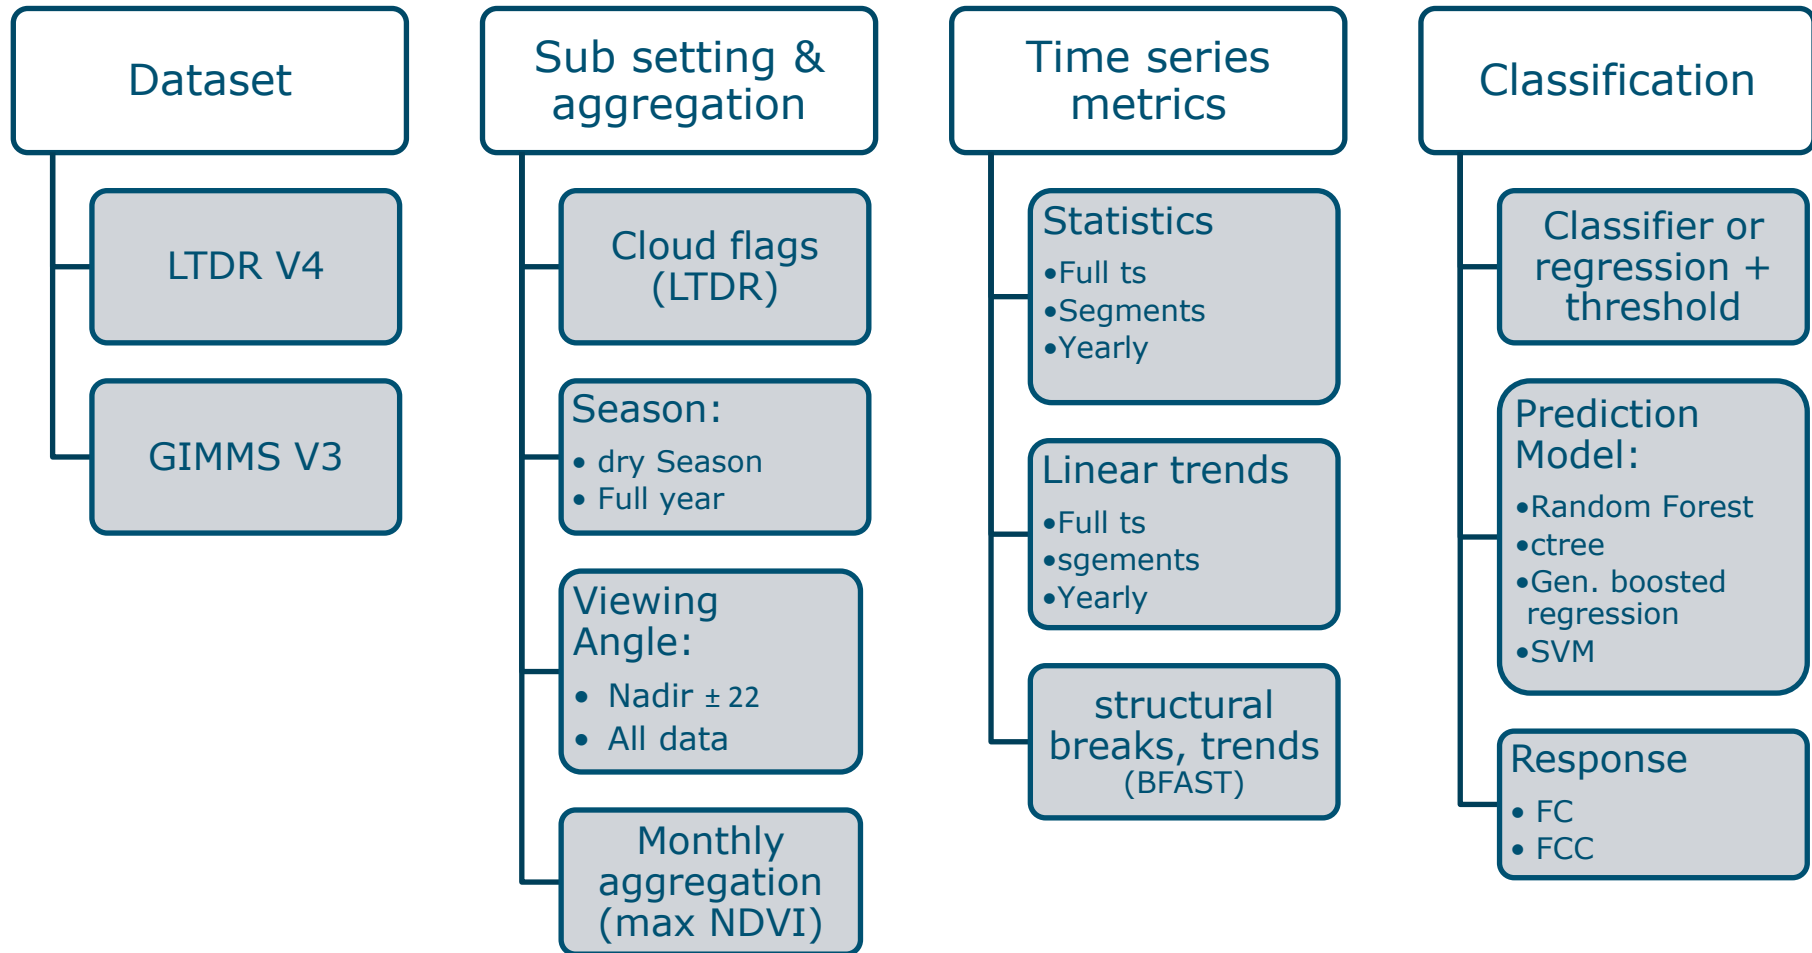 Dataset
LTDR V4
GIMMS V3
Sub setting &
aggregation
Cloud flags
(LTDR)
Season:
• dry Season
• Full year
Viewing
Angle:
• Nadir ± 22
• All data
Monthly
aggregation
(max NDVI)
Time series
metrics
Statistics
•Full ts
•Segments
•Yearly
Linear trends
•Full ts
•sgements
•Yearly
structural
breaks, trends
(BFAST)
Classification
Classifier or
regression +
threshold
Prediction
Model:
•Random Forest
•ctree
•Gen. boosted
regression
•SVM
Response
• FC
• FCC